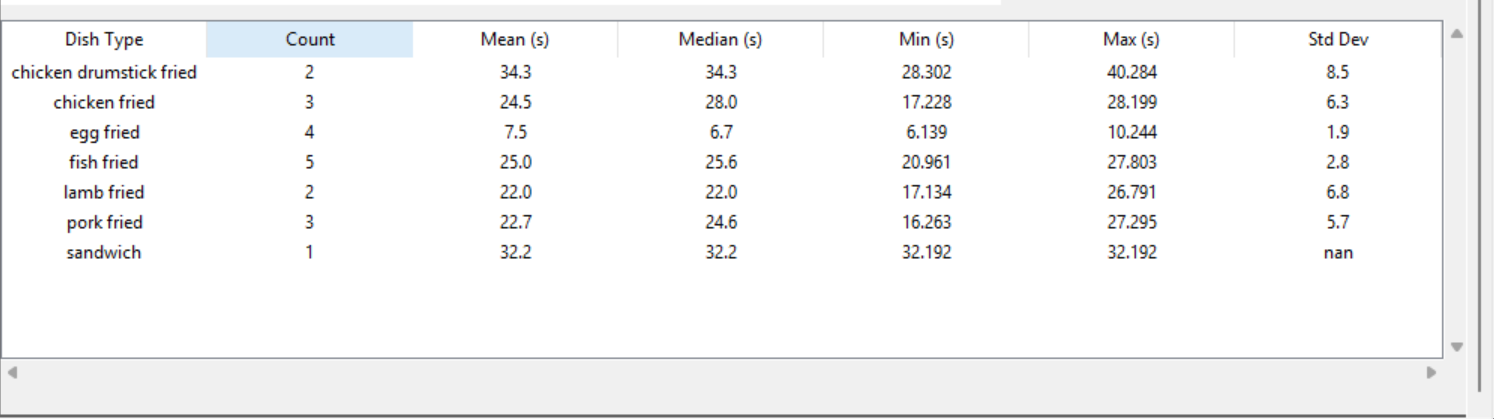 Dish Type Count Mean (s) Median (s) Min (s) Max (s) Std Dev
chicken drumstick fried 2 34.3 34.3 28.302 40.284 8.5
chicken fried 3 24.5 28.0 17.228 28.199 6.3
egg fried 4 7.5 6.7 6.139 10.244 1.9
fish fried 5 25.0 25.6 20.961 27.803 2.8
lamb fried 2 22.0 22.0 17.134 26.791 6.8
pork fried 3 22.7 24.6 16.263 27.295 5.7
sandwich 1 32.2 32.2 32.192 32.192 nan